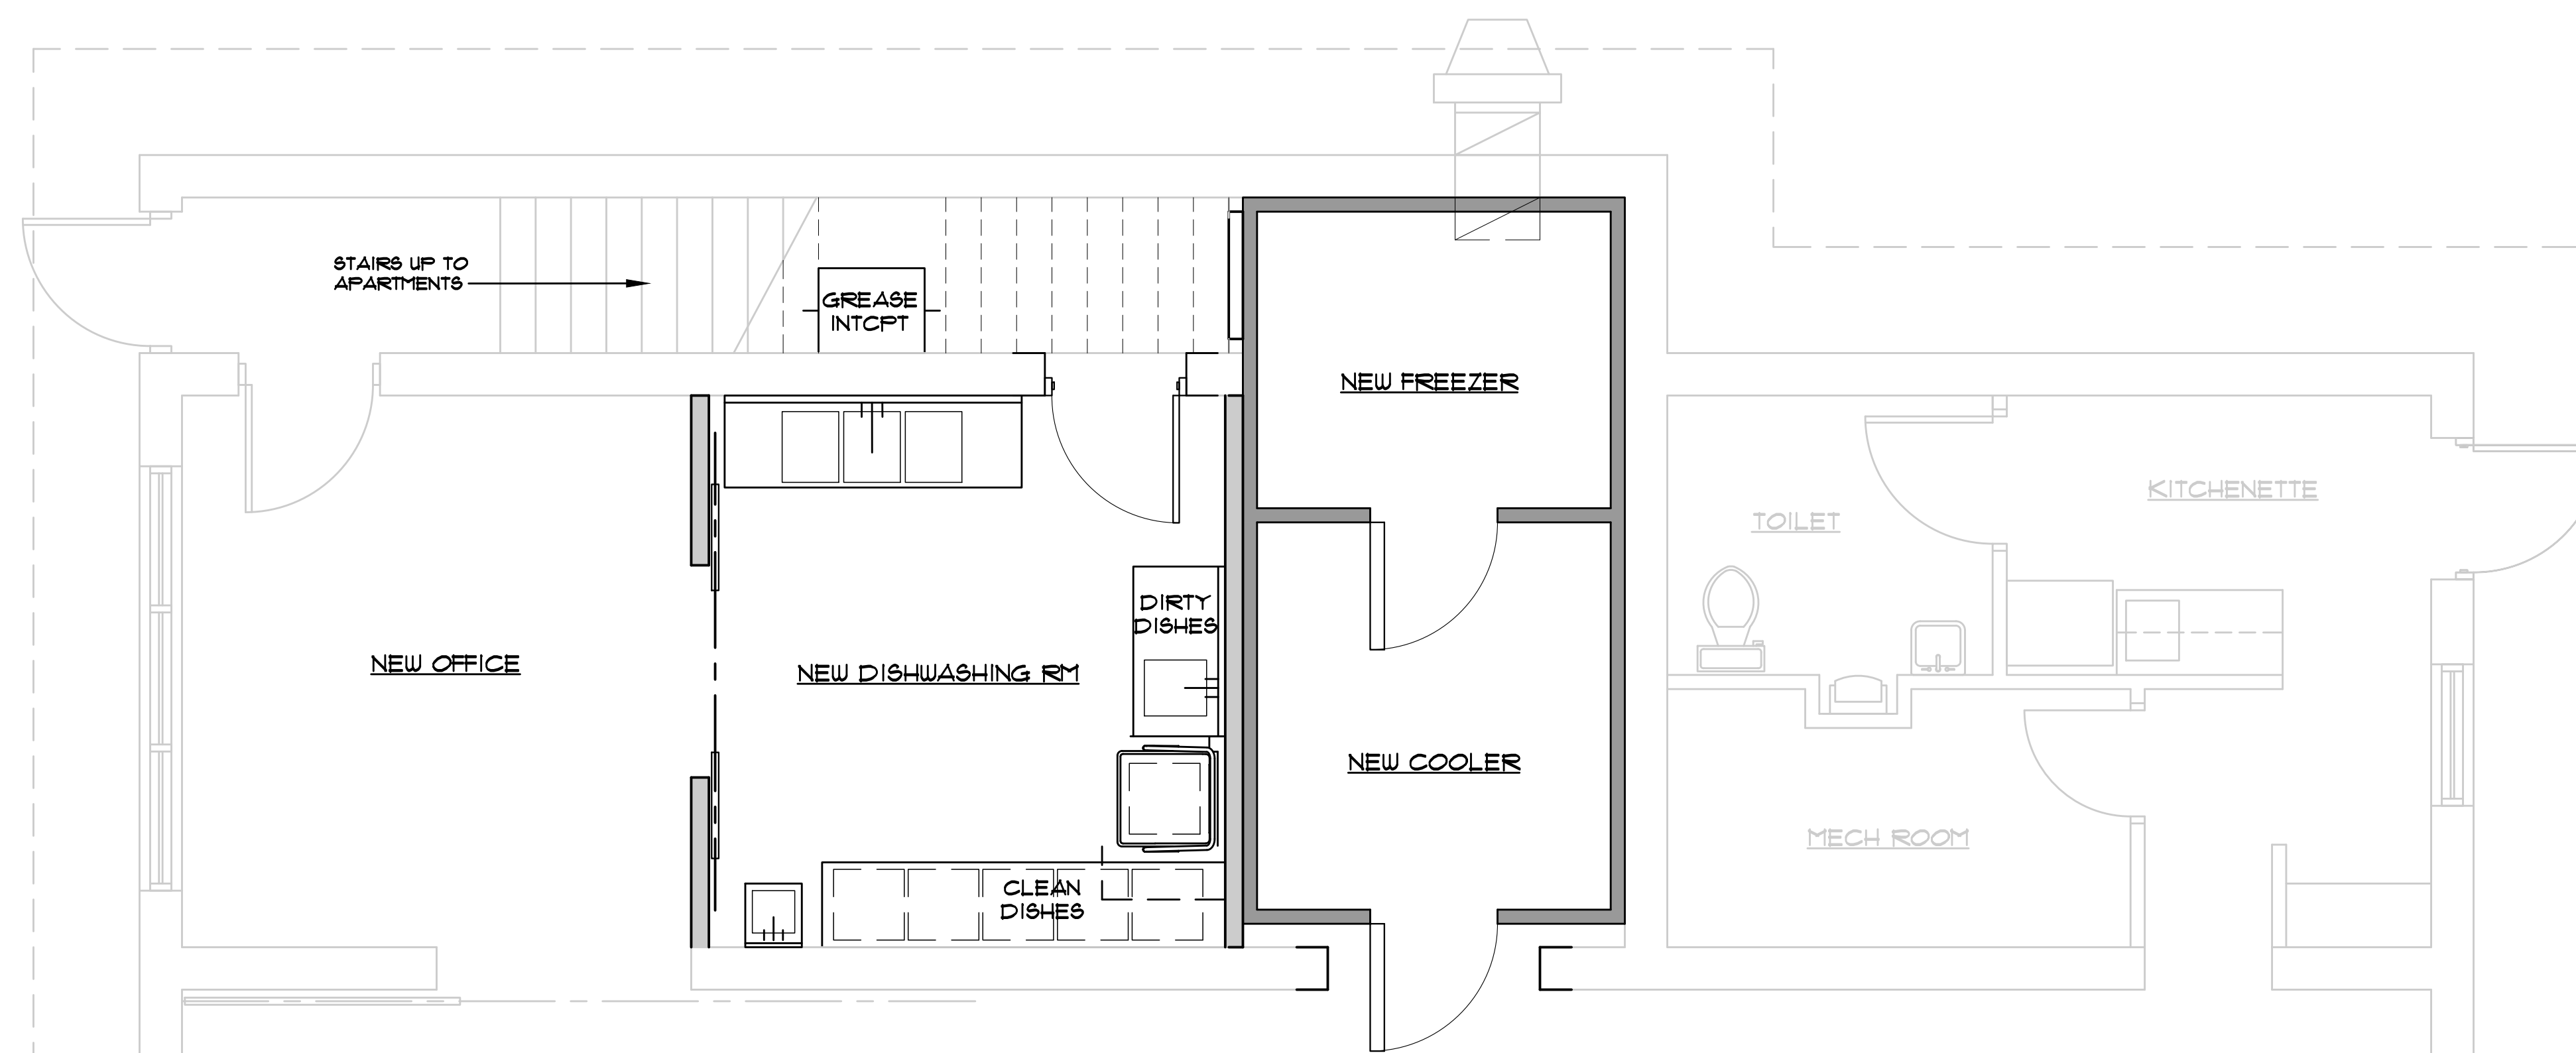 STAIRS UP TO
APARTMENTS
GREASE
INTCPT
NEW FREEZER
KITCHENETTE
TOILET
DIRTY
DISHES
NEW OFFICE
NEW DISHWASHING RM
NEW COOLER
MECH ROOM
CLEAN
DISHES